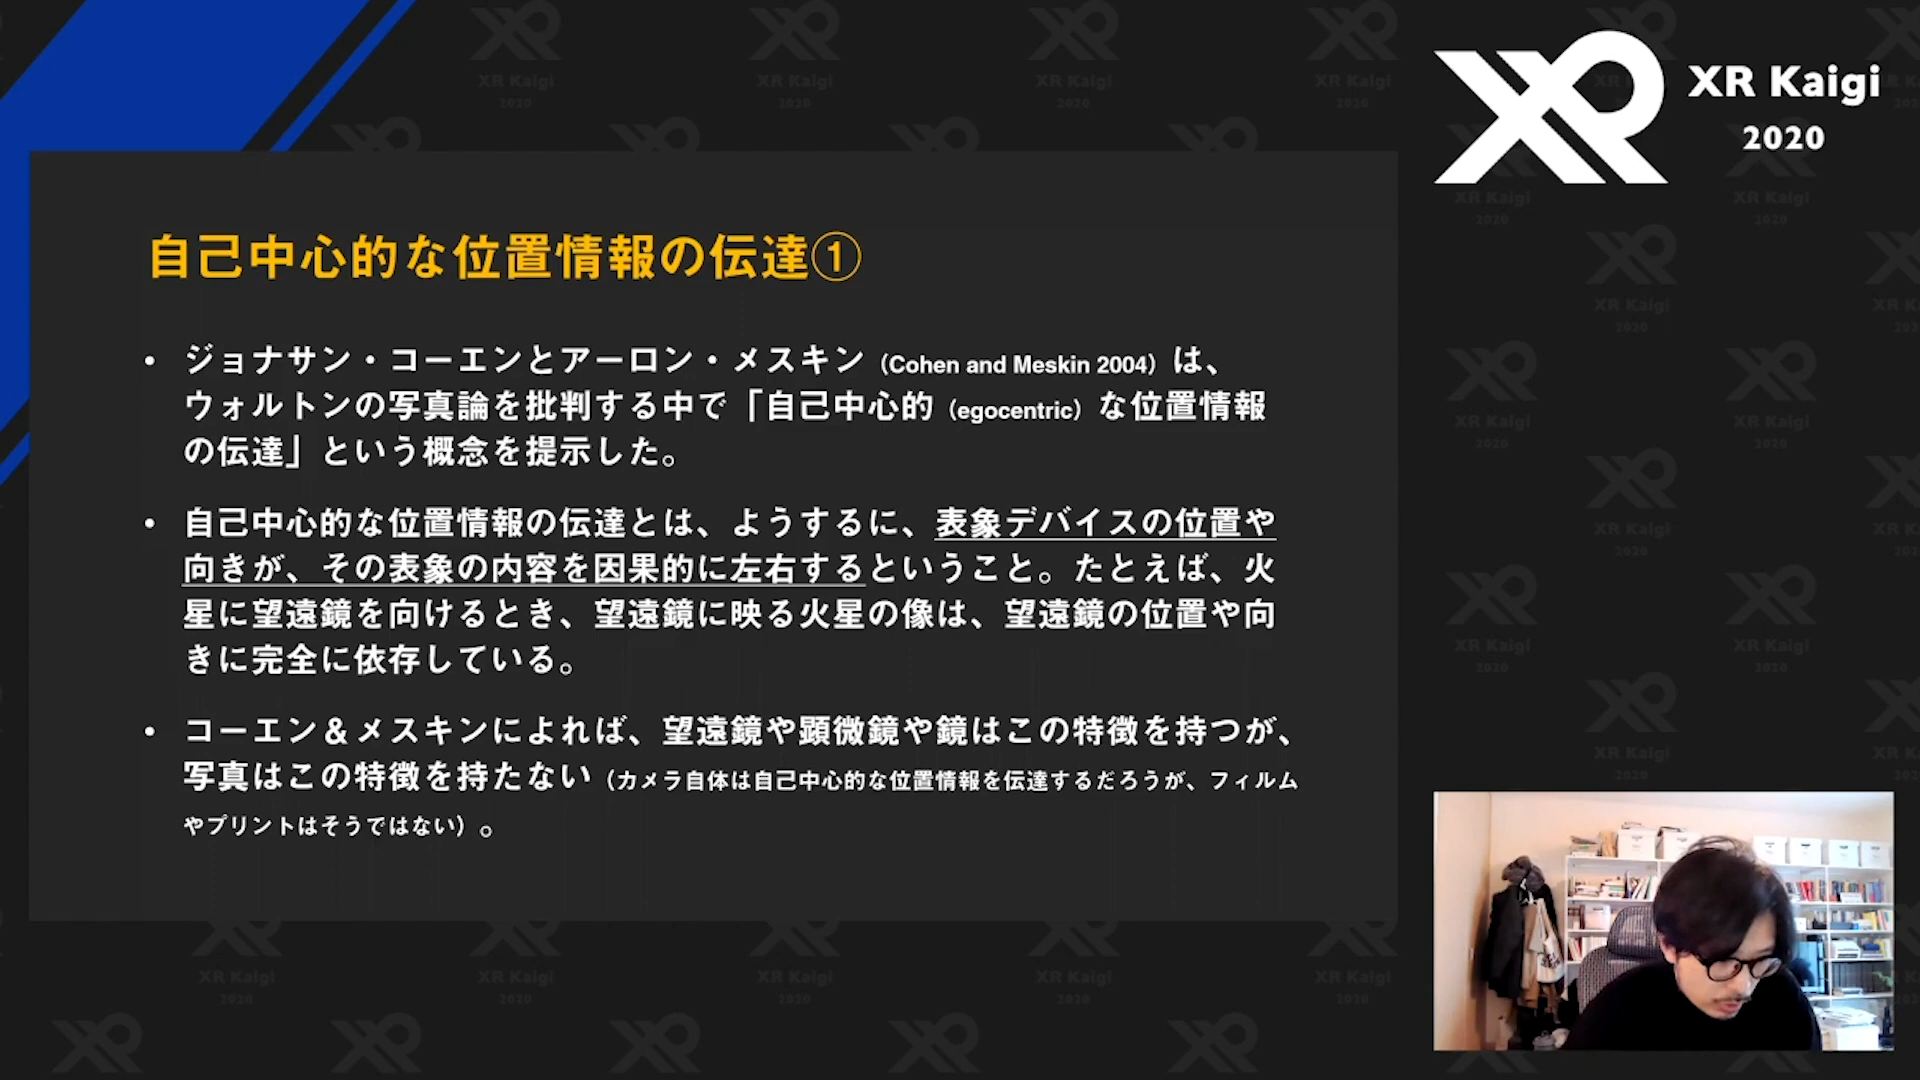 XR Kaigi
2020
自己中心的な位置情報の伝達①
• ジョナサン・コーエンとアーロン・メスキン（Cohen and Meskin 2004）は、
ウォルトンの写真論を批判する中で「自己中心的（egocentric）な位置情報
の伝達」という概念を提示した。
• 自己中心的な位置情報の伝達とは、ようするに、表象デバイスの位置や
向きが、その表象の内容を因果的に左右するということ。たとえば、火
星に望遠鏡を向けるとき、望遠鏡に映る火星の像は、望遠鏡の位置や向
きに完全に依存している。
• コーエン＆メスキンによれば、望遠鏡や顕微鏡や鏡はこの特徴を持つが、
写真はこの特徴を持たない（カメラ自体は自己中心的な位置情報を伝達するだろうが、フィルム
やプリントはそうではない）。